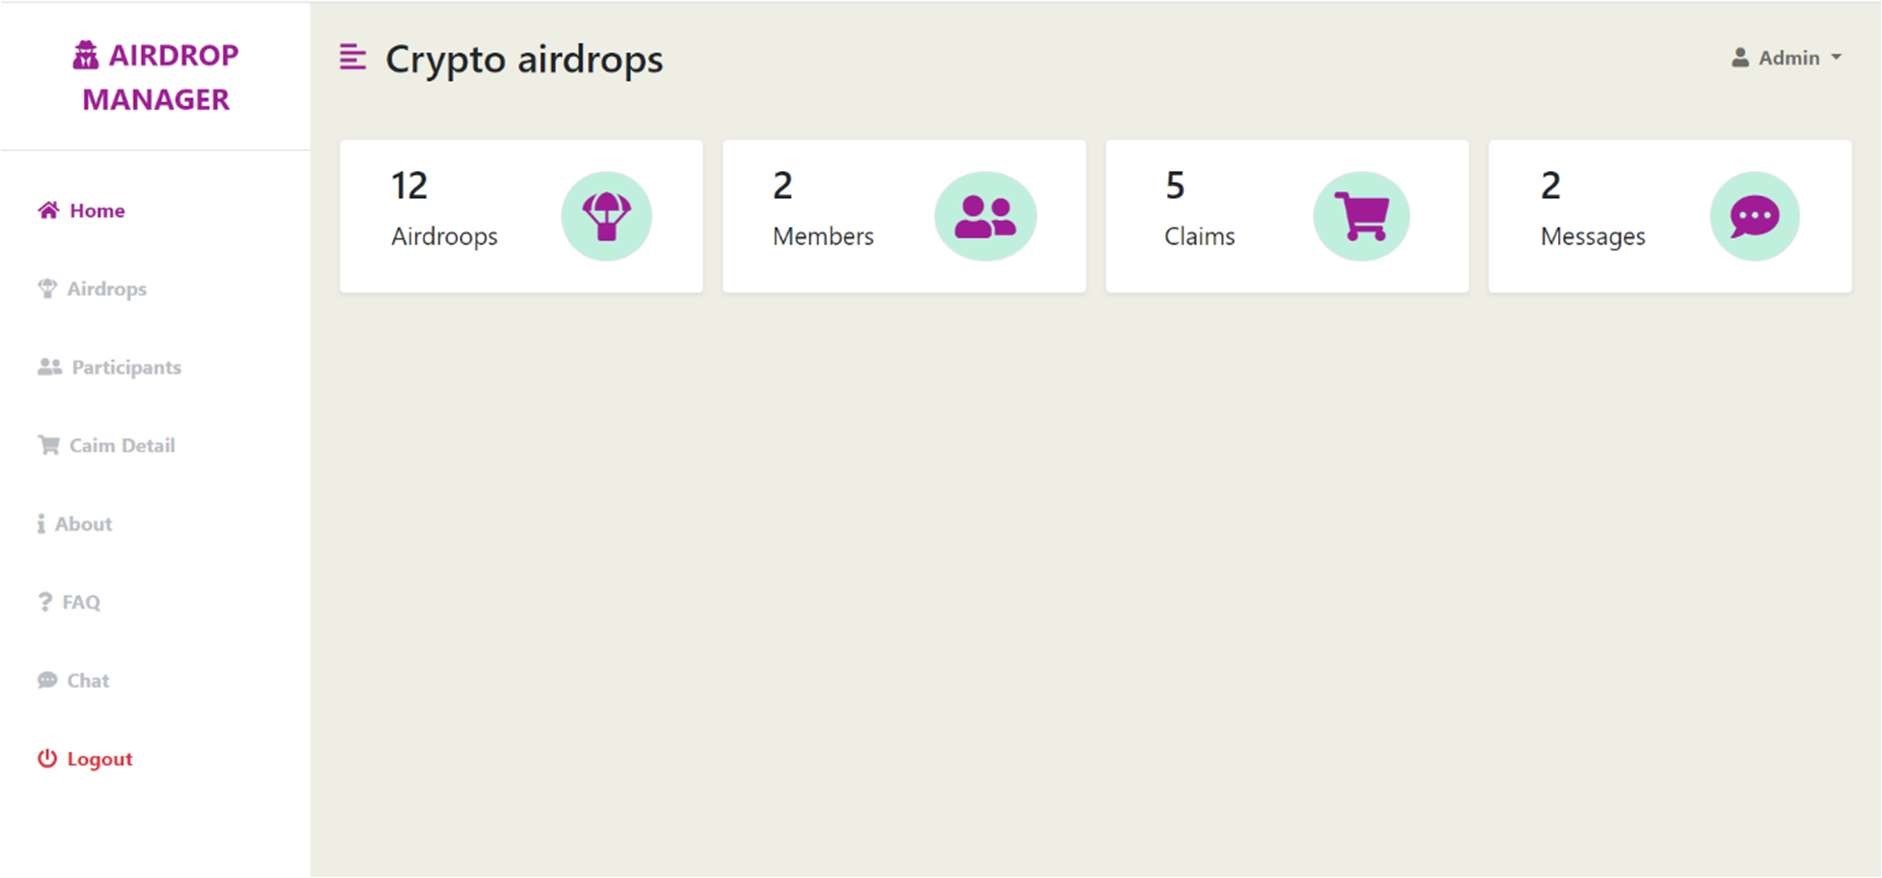 AIRDROP
MANAGER
Home
Airdrops
Participants
Caim Detail
About
FAQ
Chat
Logout
Crypto airdrops
Admin
12
Airdroops
2
Members
5
Claims
2
Messages